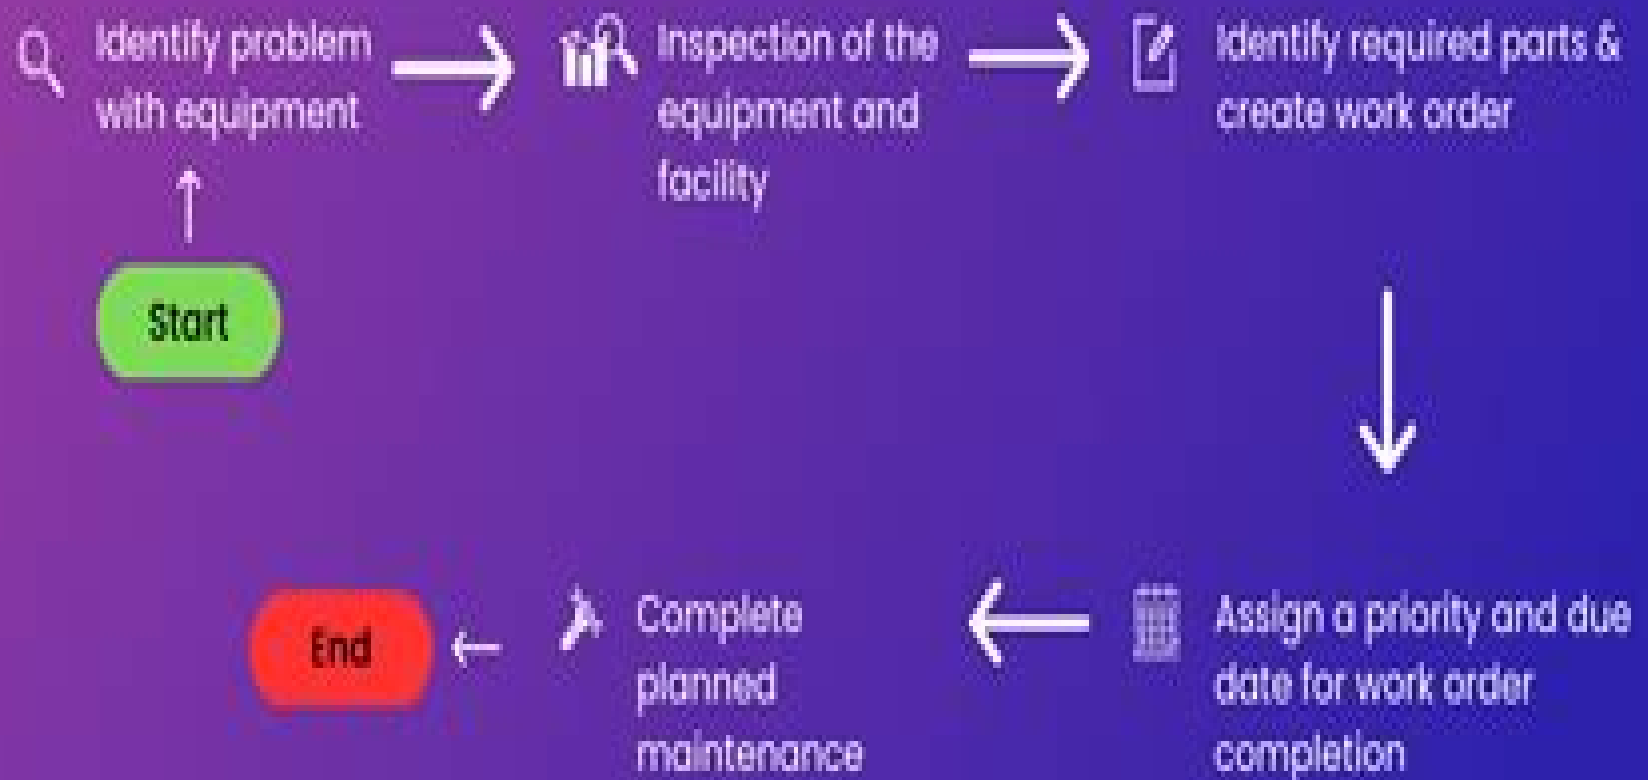 Identify problem
with equipment
Inspection of the
equipment and
facility
Identify required parts &
create work order
Start
Assign a priority and due
date for work order
completion
Complete
planned
maintenance
End